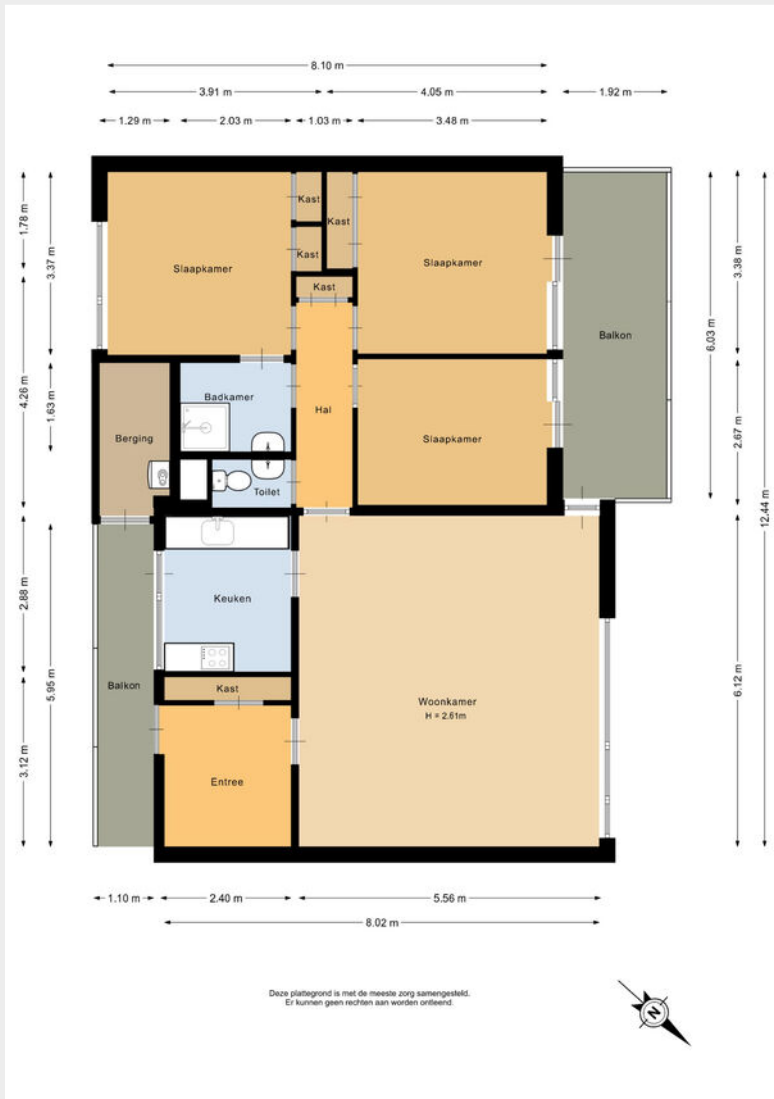 8.10 m
3.91 m
4.05 m
1.92 m
1.29 m
2.03 m
1.03 m
3.48 m
1.78 m
3.37 m
4.26 m
1.63 m
2.88 m
5.95 m
3.12 m
Kast
Kast
Kast
Kast
Slaapkamer
Slaapkamer
Balkon
6.03 m
3.38 m
2.67 m
12.44 m
6.12 m
Badkamer
Hal
Berging
Slaapkamer
Toilet
Keuken
Balkon
Kast
Woonkamer
H = 2.61m
Entree
1.10 m
2.40 m
5.56 m
8.02 m
Deze plattegrond is met de meeste zorg samengesteld.
Er kunnen geen rechten aan worden ontleend.
N